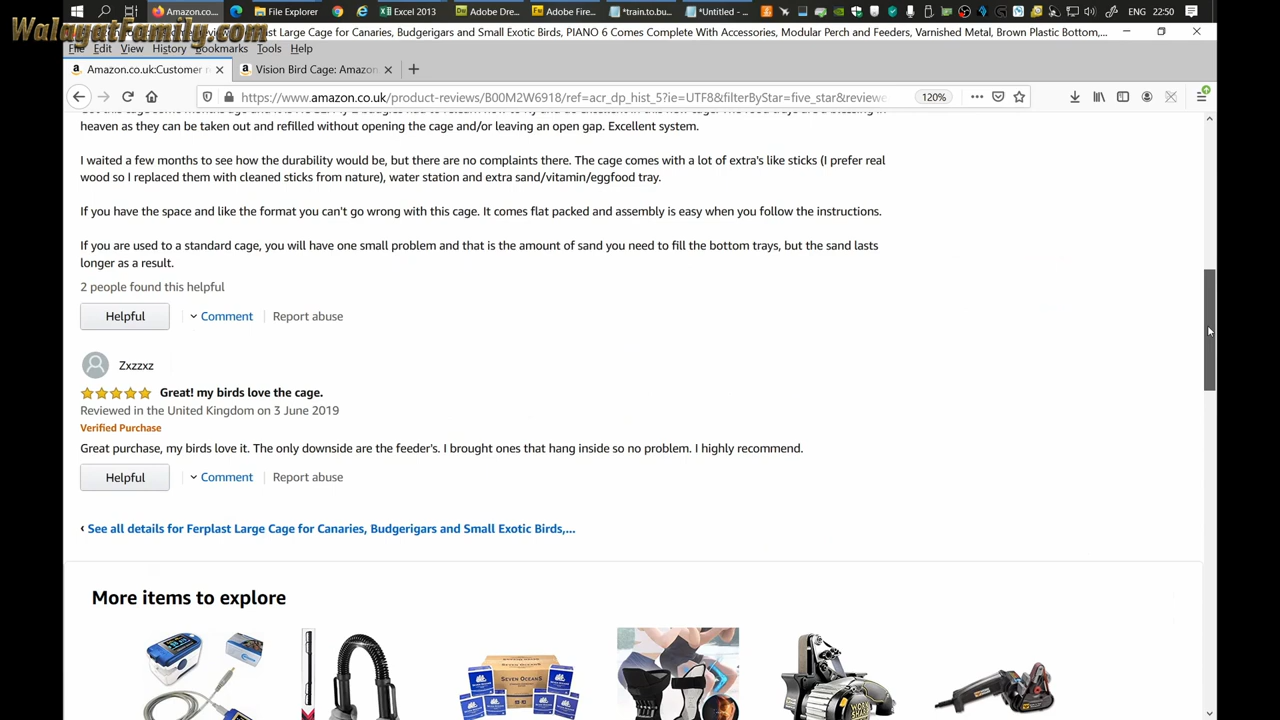 Amazon.co...
File Explorer
Excel 2013
Adobe Dre...
Adobe Fire...
*train.to.bu...
*Untitled - ...
22:50
WalagatFamily.com
Large Cage for Canaries, Budgerigars and Small Exotic Birds, PIANO 6 Comes Complete With Accessories, Modular Perch and Feeders, Varnished Metal, Brown Plastic Bottom,...
File Edit View History Bookmarks Tools Help
Amazon.co.uk:Customer r
Vision Bird Cage: Amazon
https://www.amazon.co.uk/product-reviews/B00M2W6918/ref=acr_dp_hist_5?ie=UTF8&filterByStar=five_star&reviewe
120%
heaven as they can be taken out and refilled without opening the cage and/or leaving an open gap. Excellent system.
I waited a few months to see how the durability would be, but there are no complaints there. The cage comes with a lot of extra's like sticks (I prefer real
wood so I replaced them with cleaned sticks from nature), water station and extra sand/vitamin/eggfood tray.
If you have the space and like the format you can't go wrong with this cage. It comes flat packed and assembly is easy when you follow the instructions.
If you are used to a standard cage, you will have one small problem and that is the amount of sand you need to fill the bottom trays, but the sand lasts
longer as a result.
2 people found this helpful
Helpful
Comment
Report abuse
Zxzzxz
Great! my birds love the cage.
Reviewed in the United Kingdom on 3 June 2019
Verified Purchase
Great purchase, my birds love it. The only downside are the feeder's. I brought ones that hang inside so no problem. I highly recommend.
Helpful
Comment
Report abuse
‹ See all details for Ferplast Large Cage for Canaries, Budgerigars and Small Exotic Birds,...
More items to explore
SEVEN OCEANS